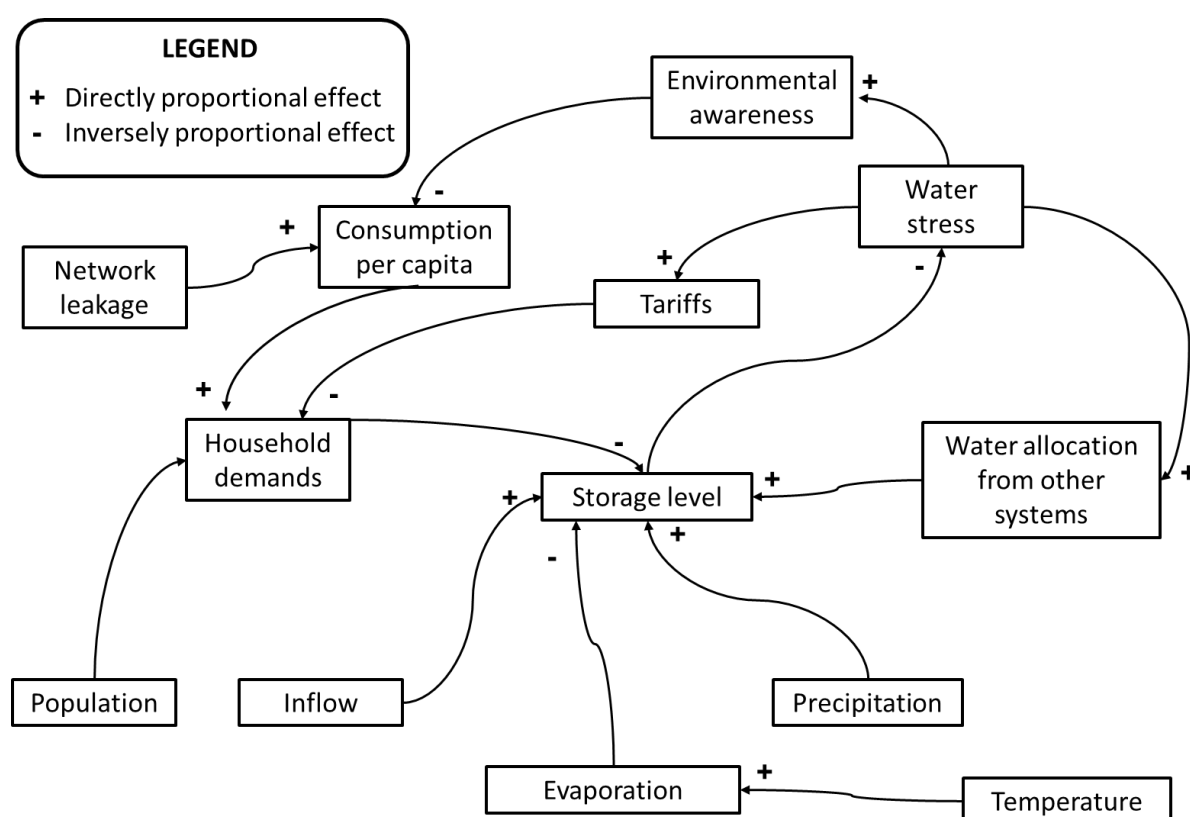 LEGEND
+ Directly proportional effect
- Inversely proportional effect
Environmental
awareness
+
Water
stress
-
Consumption
per capita
+
Network
leakage
-
+
Tariffs
+
-
Household
demands
-
Storage level
+
+
Water allocation
from other
systems
+
+
-
+
Population
Inflow
Precipitation
Evaporation
+
Temperature